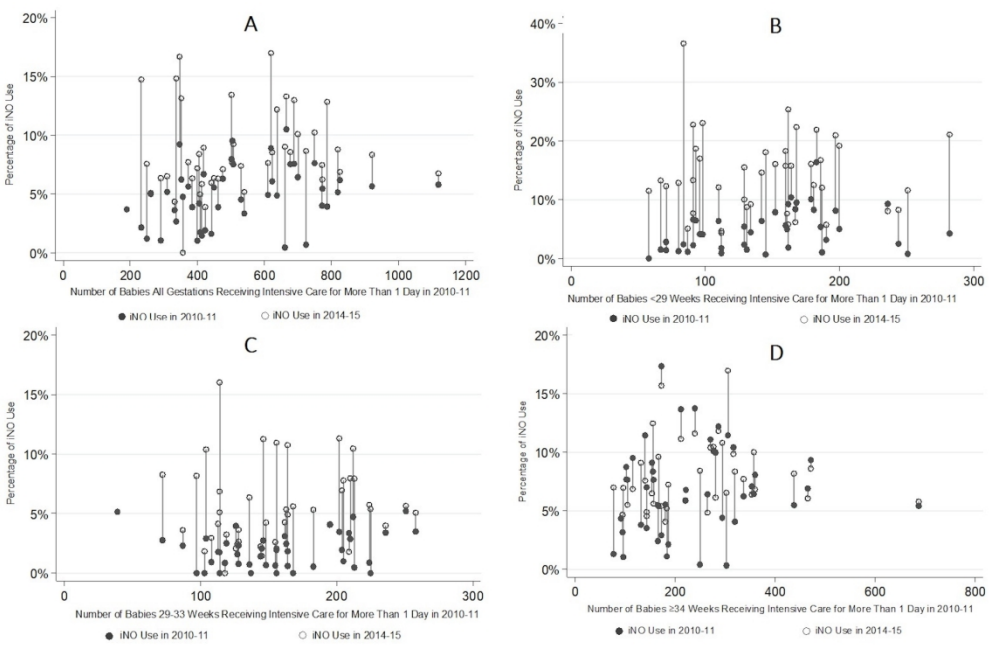 A
20%
15%
10%
5%
0%
Percentage of iNO Use
0 200 400 600 800 1000 1200
Number of Babies All Gestations Receiving Intensive Care for More Than 1 Day in 2010-11
iNO Use in 2010-11 iNO Use in 2014-15
B
40%
30%
20%
10%
0%
Percentage of iNO Use
0 100 200 300
Number of Babies <29 Weeks Receiving Intensive Care for More Than 1 Day in 2010-11
iNO Use in 2010-11 iNO Use in 2014-15
C
20%
15%
10%
5%
0%
Percentage of iNO Use
0 100 200 300
Number of Babies 29-33 Weeks Receiving Intensive Care for More Than 1 Day in 2010-11
iNO Use in 2010-11 iNO Use in 2014-15
D
20%
15%
10%
5%
0%
Percentage of iNO Use
0 200 400 600 800
Number of Babies ≥34 Weeks Receiving Intensive Care for More Than 1 Day in 2010-11
iNO Use in 2010-11 iNO Use in 2014-15